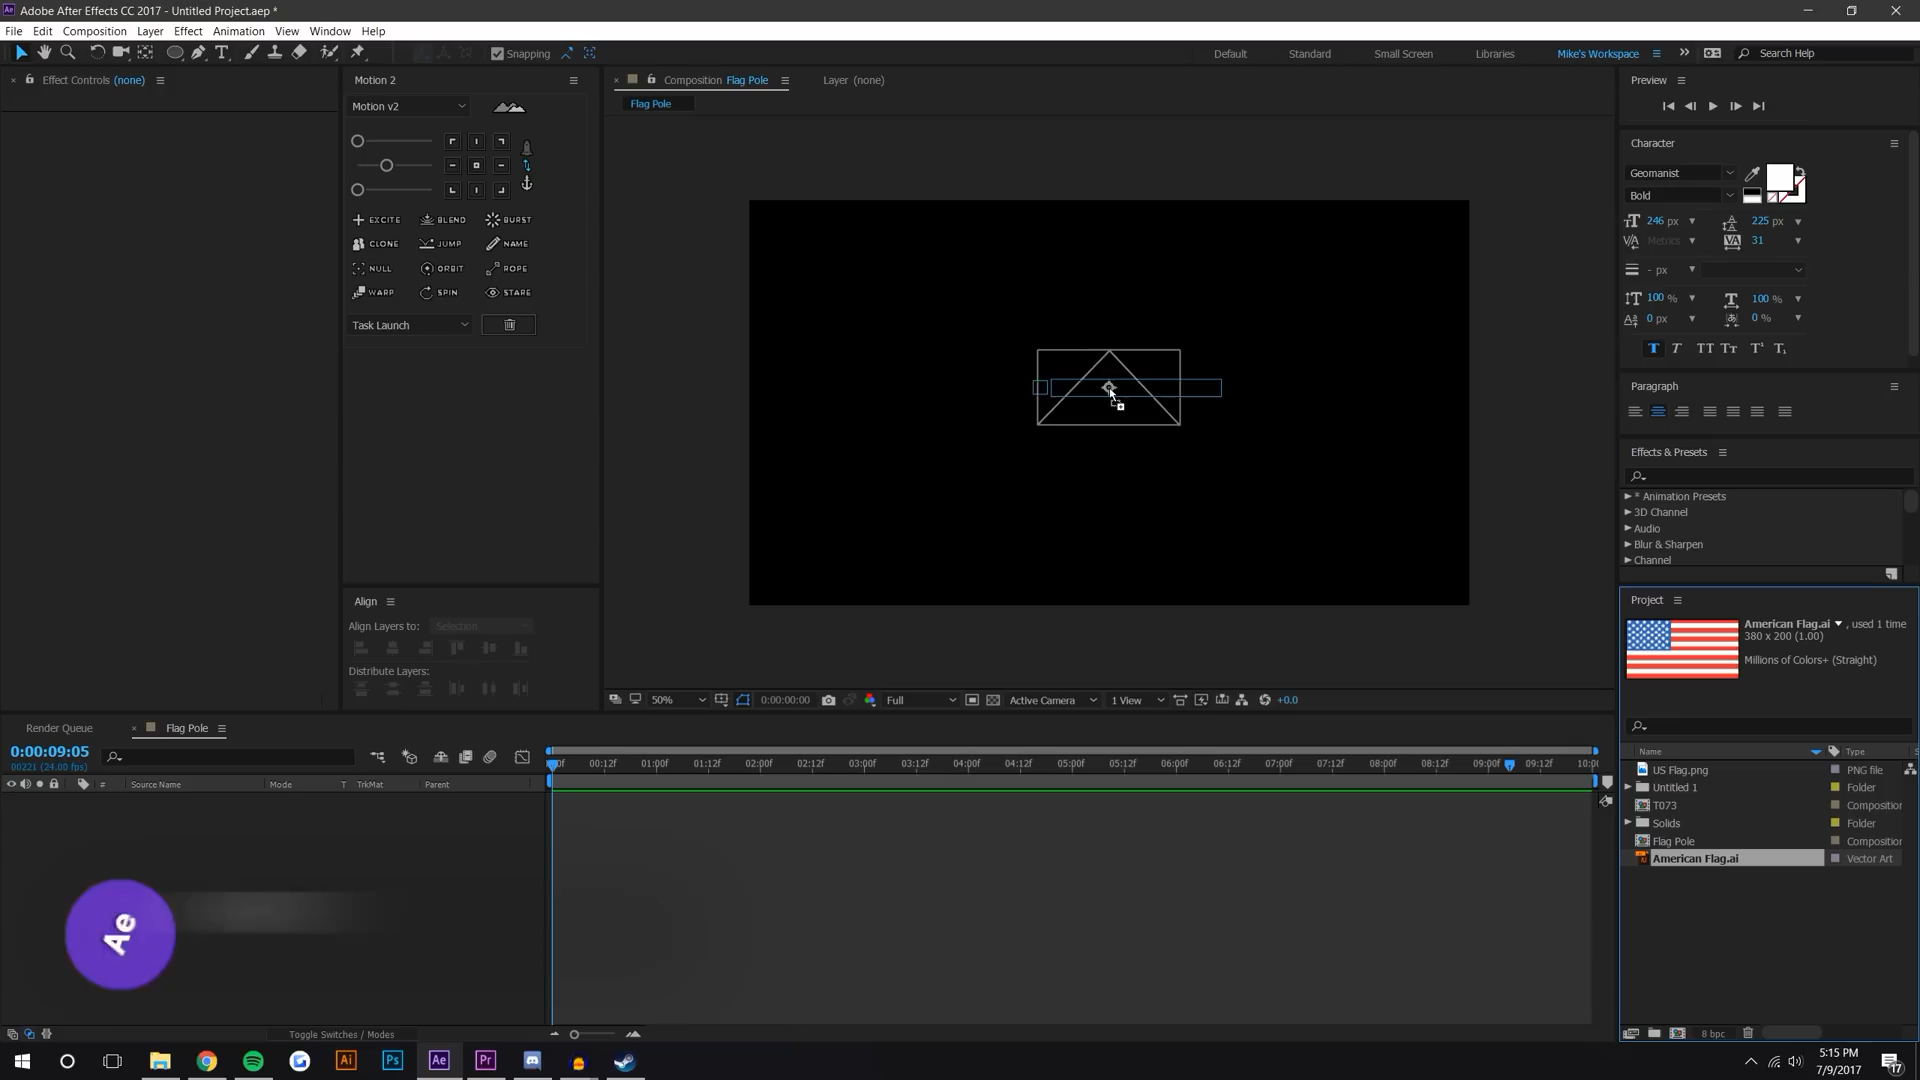 Adobe After Effects CC 2017 - Untitled Project.aep *
File Edit Composition Layer Effect Animation View Window Help
Snapping
Default Standard Small Screen Libraries Mike's Workspace Search Help
Effect Controls (none)
Motion 2
Motion v2
EXCITE BLEND BURST
CLONE JUMP NAME
NULL ORBIT ROPE
WARP SPIN STARE
Task Launch
Align
Align Layers to: Selection
Distribute Layers:
Composition Flag Pole Layer (none)
Flag Pole
50% 0:00:00:00 Full Active Camera 1 View +0.0
Preview
Character
Geomanist
Bold
246 px 225 px
Metrics 31
- px
100 % 100 %
0 px 0 %
T T TT Tt T¹ T₁
Paragraph
Effects & Presets
* Animation Presets
3D Channel
Audio
Blur & Sharpen
Channel
Project
American Flag.ai , used 1 time
380 x 200 (1.00)
Millions of Colors+ (Straight)
Name Type
US Flag.png PNG file
Untitled 1 Folder
T073 Composition
Solids Folder
Flag Pole Composition
American Flag.ai Vector Art
8 bpc
Render Queue Flag Pole
0:00:09:05
00221 (24.00 fps)
# Source Name Mode T TrkMat Parent
00:12f 01:00f 01:12f 02:00f 02:12f 03:00f 03:12f 04:00f 04:12f 05:00f 05:12f 06:00f 06:12f 07:00f 07:12f 08:00f 08:12f 09:00f 09:12f 10:0
Ae
Toggle Switches / Modes
Ai Ps Ae Pr
5:15 PM
7/9/2017
17